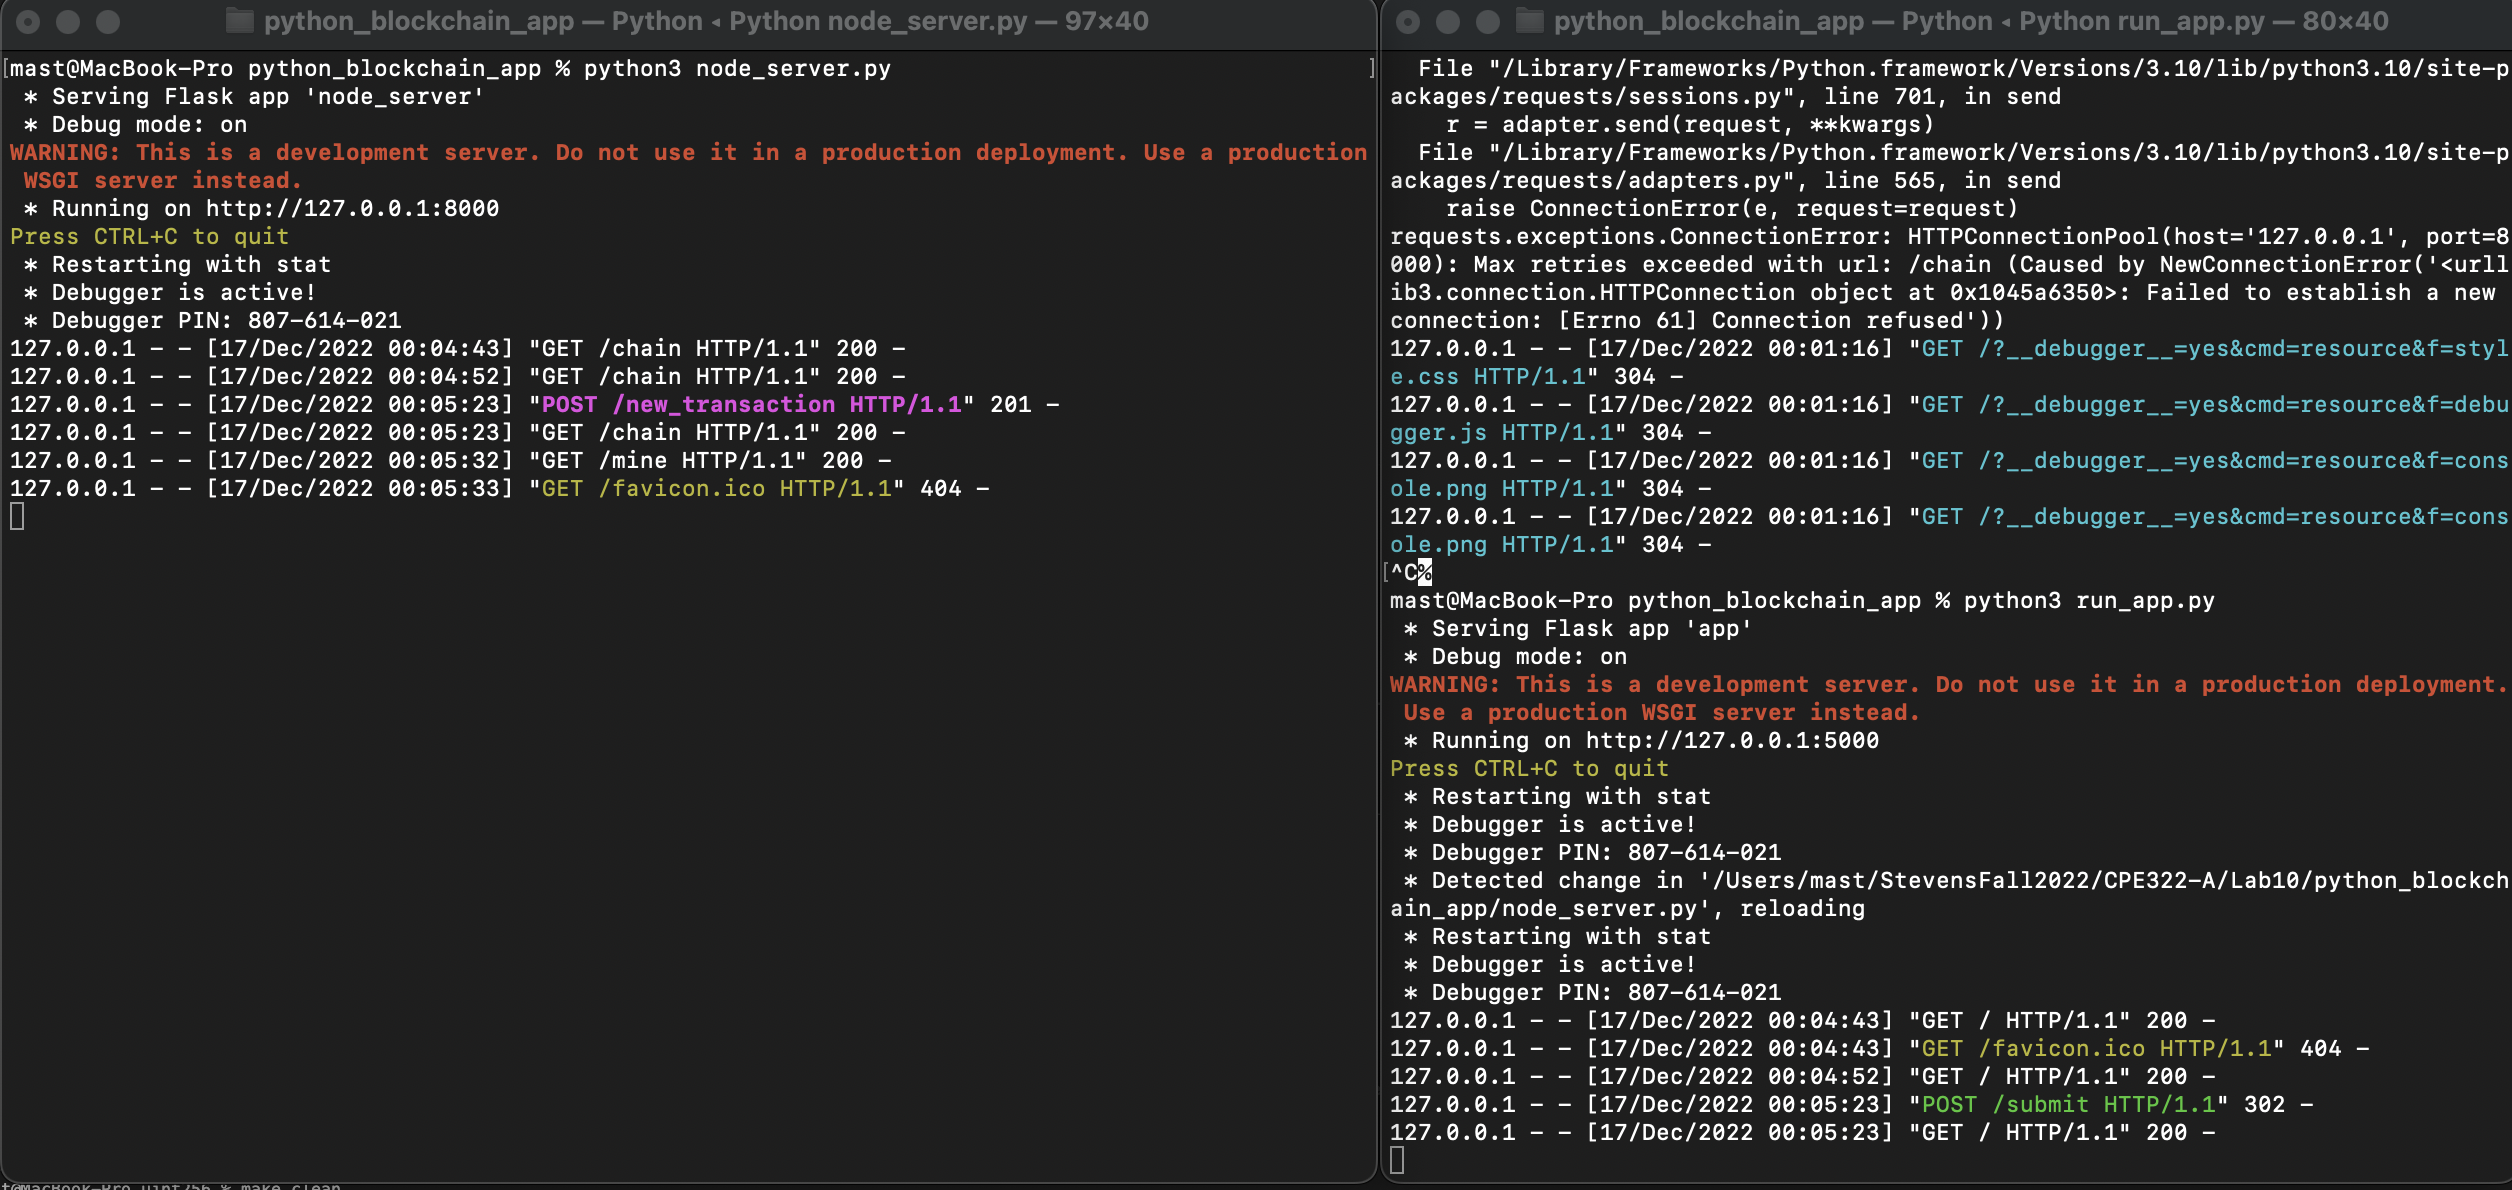 python_blockchain_app — Python ◂ Python node_server.py — 97×40
[mast@MacBook-Pro python_blockchain_app % python3 node_server.py ]
 * Serving Flask app 'node_server'
 * Debug mode: on
WARNING: This is a development server. Do not use it in a production deployment. Use a production
 WSGI server instead.
 * Running on http://127.0.0.1:8000
Press CTRL+C to quit
 * Restarting with stat
 * Debugger is active!
 * Debugger PIN: 807-614-021
127.0.0.1 - - [17/Dec/2022 00:04:43] "GET /chain HTTP/1.1" 200 -
127.0.0.1 - - [17/Dec/2022 00:04:52] "GET /chain HTTP/1.1" 200 -
127.0.0.1 - - [17/Dec/2022 00:05:23] "POST /new_transaction HTTP/1.1" 201 -
127.0.0.1 - - [17/Dec/2022 00:05:23] "GET /chain HTTP/1.1" 200 -
127.0.0.1 - - [17/Dec/2022 00:05:32] "GET /mine HTTP/1.1" 200 -
127.0.0.1 - - [17/Dec/2022 00:05:33] "GET /favicon.ico HTTP/1.1" 404 -
python_blockchain_app — Python ◂ Python run_app.py — 80×40
  File "/Library/Frameworks/Python.framework/Versions/3.10/lib/python3.10/site-p
ackages/requests/sessions.py", line 701, in send
    r = adapter.send(request, **kwargs)
  File "/Library/Frameworks/Python.framework/Versions/3.10/lib/python3.10/site-p
ackages/requests/adapters.py", line 565, in send
    raise ConnectionError(e, request=request)
requests.exceptions.ConnectionError: HTTPConnectionPool(host='127.0.0.1', port=8
000): Max retries exceeded with url: /chain (Caused by NewConnectionError('<urll
ib3.connection.HTTPConnection object at 0x1045a6350>: Failed to establish a new
connection: [Errno 61] Connection refused'))
127.0.0.1 - - [17/Dec/2022 00:01:16] "GET /?__debugger__=yes&cmd=resource&f=styl
e.css HTTP/1.1" 304 -
127.0.0.1 - - [17/Dec/2022 00:01:16] "GET /?__debugger__=yes&cmd=resource&f=debu
gger.js HTTP/1.1" 304 -
127.0.0.1 - - [17/Dec/2022 00:01:16] "GET /?__debugger__=yes&cmd=resource&f=cons
ole.png HTTP/1.1" 304 -
127.0.0.1 - - [17/Dec/2022 00:01:16] "GET /?__debugger__=yes&cmd=resource&f=cons
ole.png HTTP/1.1" 304 -
[^C%
mast@MacBook-Pro python_blockchain_app % python3 run_app.py
 * Serving Flask app 'app'
 * Debug mode: on
WARNING: This is a development server. Do not use it in a production deployment.
 Use a production WSGI server instead.
 * Running on http://127.0.0.1:5000
Press CTRL+C to quit
 * Restarting with stat
 * Debugger is active!
 * Debugger PIN: 807-614-021
 * Detected change in '/Users/mast/StevensFall2022/CPE322-A/Lab10/python_blockch
ain_app/node_server.py', reloading
 * Restarting with stat
 * Debugger is active!
 * Debugger PIN: 807-614-021
127.0.0.1 - - [17/Dec/2022 00:04:43] "GET / HTTP/1.1" 200 -
127.0.0.1 - - [17/Dec/2022 00:04:43] "GET /favicon.ico HTTP/1.1" 404 -
127.0.0.1 - - [17/Dec/2022 00:04:52] "GET / HTTP/1.1" 200 -
127.0.0.1 - - [17/Dec/2022 00:05:23] "POST /submit HTTP/1.1" 302 -
127.0.0.1 - - [17/Dec/2022 00:05:23] "GET / HTTP/1.1" 200 -